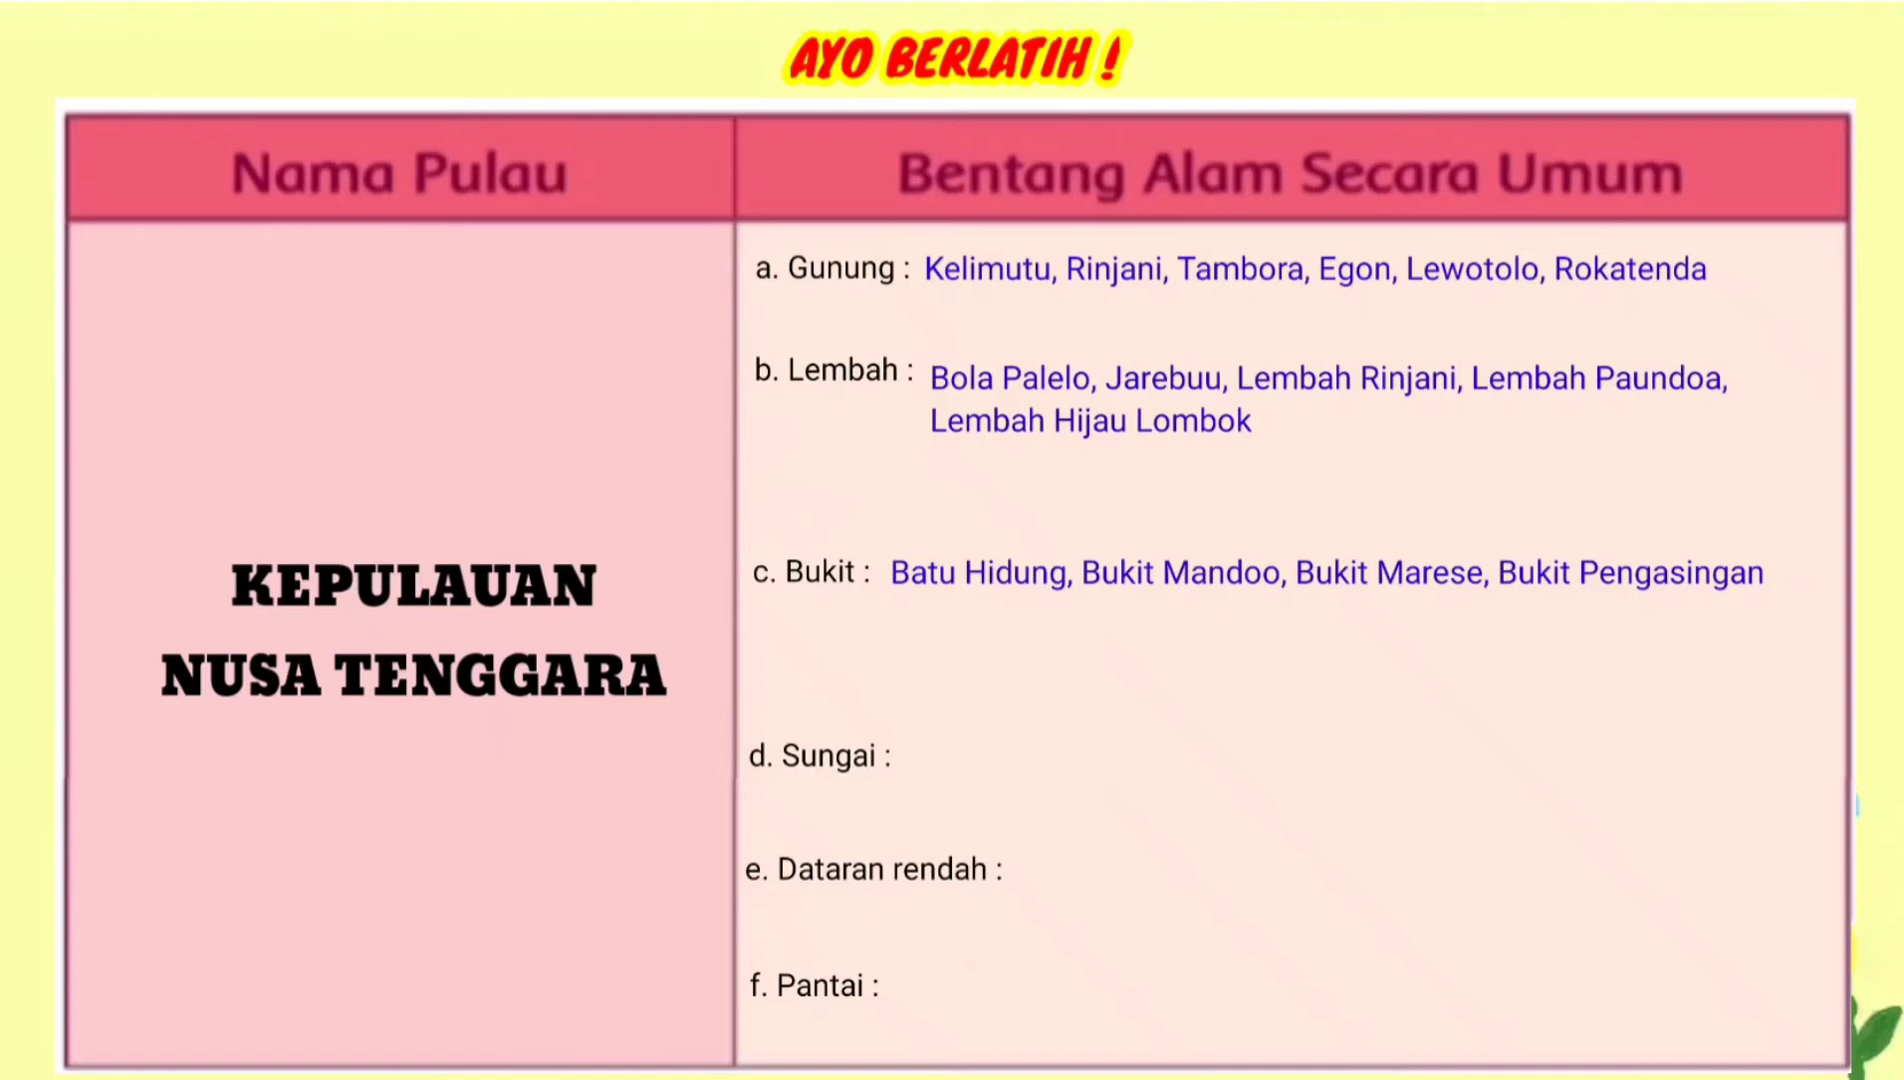 AYO BERLATIH !
Nama Pulau
Bentang Alam Secara Umum
KEPULAUAN
NUSA TENGGARA
a. Gunung : Kelimutu, Rinjani, Tambora, Egon, Lewotolo, Rokatenda
b. Lembah : Bola Palelo, Jarebuu, Lembah Rinjani, Lembah Paundoa,
Lembah Hijau Lombok
c. Bukit : Batu Hidung, Bukit Mandoo, Bukit Marese, Bukit Pengasingan
d. Sungai :
e. Dataran rendah :
f. Pantai :